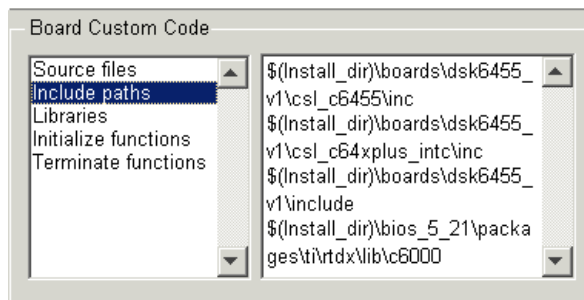 Board Custom Code
Source files
Include paths
Libraries
Initialize functions
Terminate functions
$(Install_dir)\boards\dsk6455_
v1\csl_c6455\inc
$(Install_dir)\boards\dsk6455_
v1\csl_c64xplus_intc\inc
$(Install_dir)\boards\dsk6455_
v1\include
$(Install_dir)\bios_5_21\packa
ges\ti\rtdx\lib\c6000